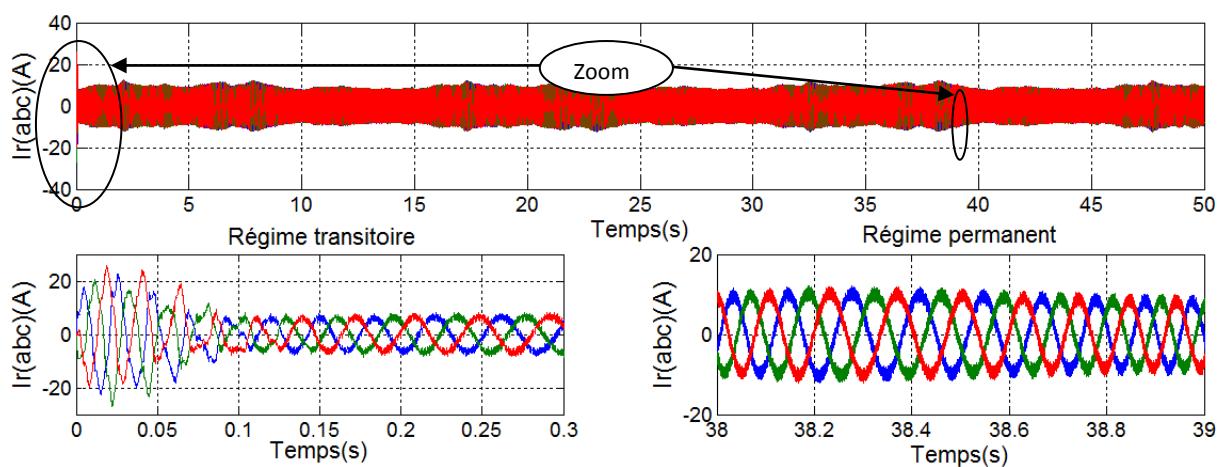 Ir(abc)(A)
40
20
0
-20
-40
Zoom
0 5 10 15 20 25 30 35 40 45 50
Temps(s)
Régime transitoire
Ir(abc)(A)
20
0
-20
0 0.05 0.1 0.15 0.2 0.25 0.3
Temps(s)
Régime permanent
Ir(abc)(A)
20
0
-20
38 38.2 38.4 38.6 38.8 39
Temps(s)